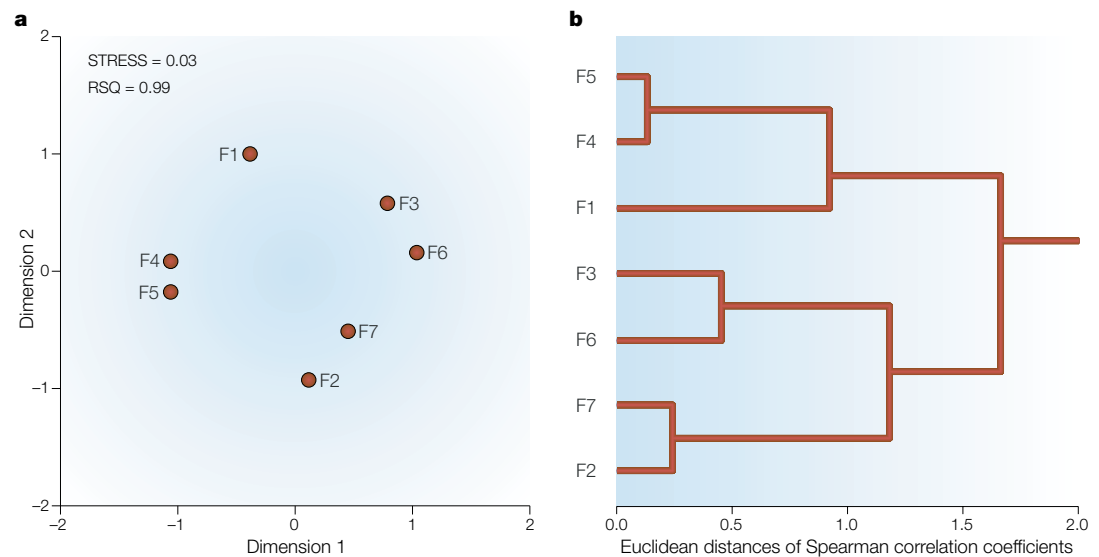 a
2
STRESS = 0.03
RSQ = 0.99
F1
1
F3
F6
F4
0
F5
F7
F2
−1
−2
Dimension 2
−2
−1
0
1
2
Dimension 1
b
F5
F4
F1
F3
F6
F7
F2
0.0
0.5
1.0
1.5
2.0
Euclidean distances of Spearman correlation coefficients